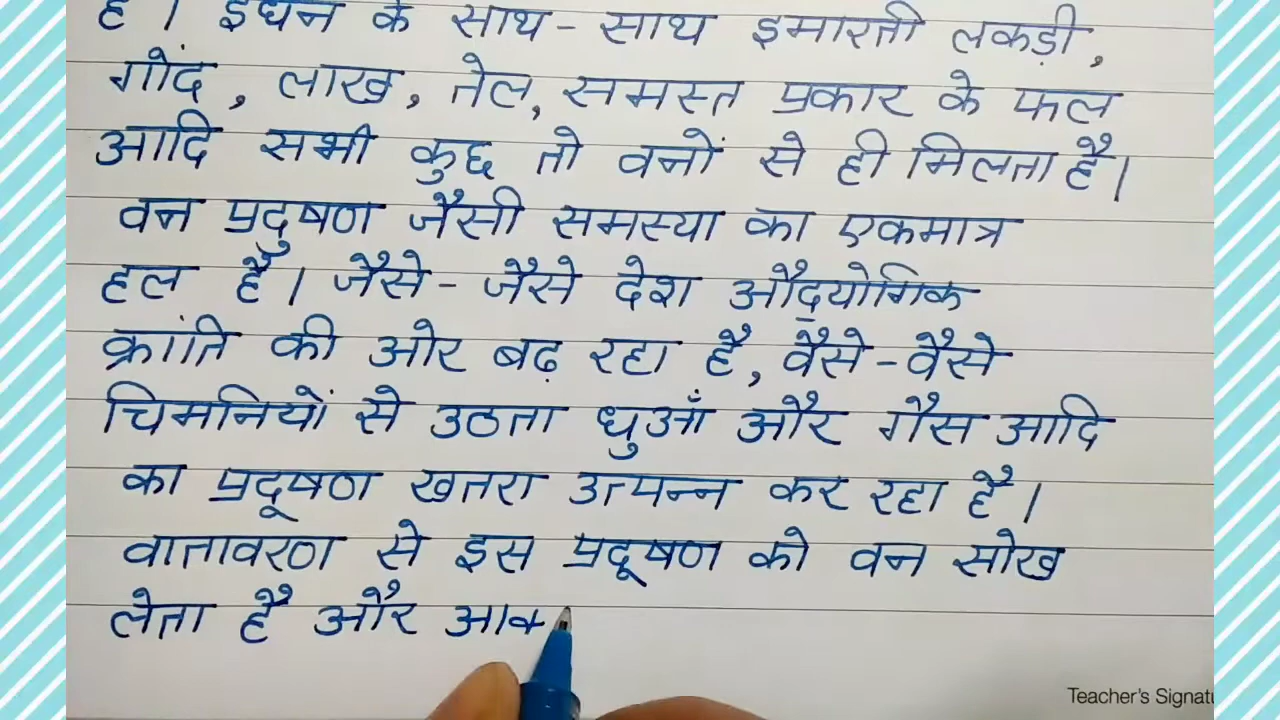 है। इंधन के साथ - साथ इमारती लकड़ी,
गोंद, लाख, तेल, समस्त प्रकार के फल
आदि सभी कुछ तो वनों से ही मिलता है।
वन प्रदुषण जैसी समस्या का एकमात्र
हल हैं। जैसे - जैसे देश औद्योगिक
क्रांति की ओर बढ़ रहा है, वैसे - वैसे
चिमनियों से उठता धुआँ और गैस आदि
का प्रदूषण खतरा उत्पन्न कर रहा है।
वातावरण से इस प्रदूषण को वन सोख
लेता है और
Teacher's